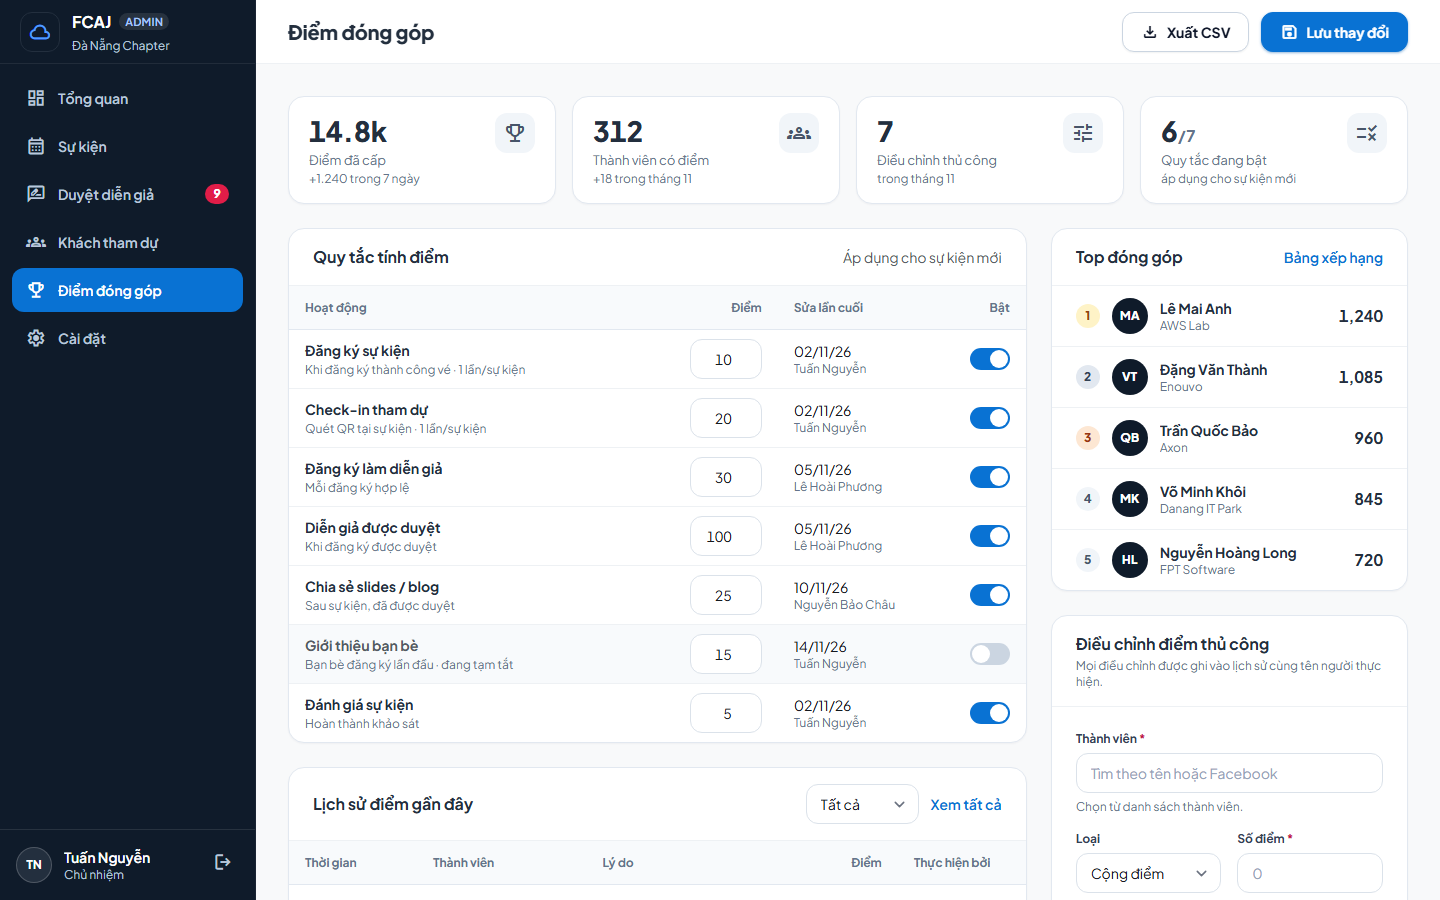 FCAJ ADMIN
Đà Nẵng Chapter
Tổng quan
Sự kiện
Duyệt diễn giả 9
Khách tham dự
Điểm đóng góp
Cài đặt
TN
Tuấn Nguyễn
Chủ nhiệm
Điểm đóng góp
Xuất CSV
Lưu thay đổi
14.8k
Điểm đã cấp
+1.240 trong 7 ngày
312
Thành viên có điểm
+18 trong tháng 11
7
Điều chỉnh thủ công
trong tháng 11
6/7
Quy tắc đang bật
áp dụng cho sự kiện mới
Quy tắc tính điểm
Áp dụng cho sự kiện mới
Hoạt động Điểm Sửa lần cuối Bật
Đăng ký sự kiện
Khi đăng ký thành công vé · 1 lần/sự kiện
10
02/11/26
Tuấn Nguyễn
Check-in tham dự
Quét QR tại sự kiện · 1 lần/sự kiện
20
02/11/26
Tuấn Nguyễn
Đăng ký làm diễn giả
Mỗi đăng ký hợp lệ
30
05/11/26
Lê Hoài Phương
Diễn giả được duyệt
Khi đăng ký được duyệt
100
05/11/26
Lê Hoài Phương
Chia sẻ slides / blog
Sau sự kiện, đã được duyệt
25
10/11/26
Nguyễn Bảo Châu
Giới thiệu bạn bè
Bạn bè đăng ký lần đầu · đang tạm tắt
15
14/11/26
Tuấn Nguyễn
Đánh giá sự kiện
Hoàn thành khảo sát
5
02/11/26
Tuấn Nguyễn
Lịch sử điểm gần đây
Tất cả
Xem tất cả
Thời gian Thành viên Lý do Điểm Thực hiện bởi
Top đóng góp
Bảng xếp hạng
1 MA Lê Mai Anh 1,240
AWS Lab
2 VT Đặng Văn Thành 1,085
Enouvo
3 QB Trần Quốc Bảo 960
Axon
4 MK Võ Minh Khôi 845
Danang IT Park
5 HL Nguyễn Hoàng Long 720
FPT Software
Điều chỉnh điểm thủ công
Mọi điều chỉnh được ghi vào lịch sử cùng tên người thực
hiện.
Thành viên *
Tìm theo tên hoặc Facebook
Chọn từ danh sách thành viên.
Loại Số điểm *
Cộng điểm 0